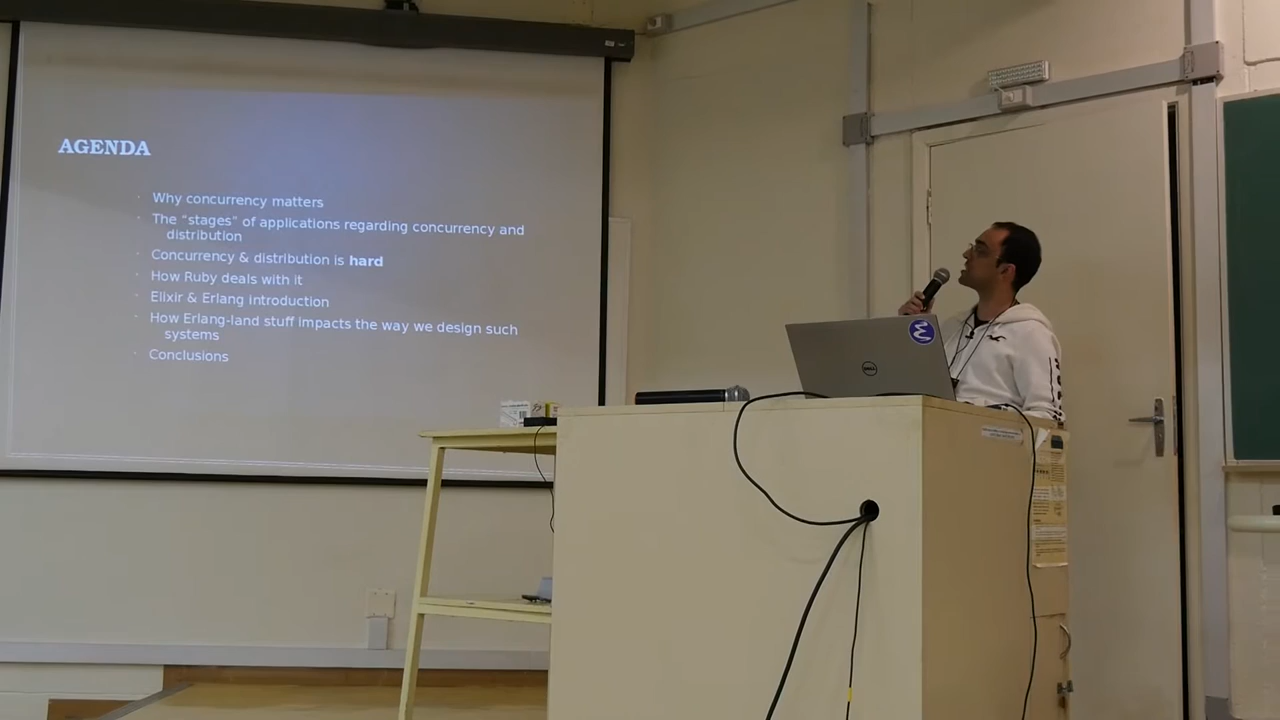 AGENDA
Why concurrency matters
The “stages” of applications regarding concurrency and
distribution
Concurrency & distribution is hard
How Ruby deals with it
Elixir & Erlang introduction
How Erlang-land stuff impacts the way we design such
systems
Conclusions
DELL